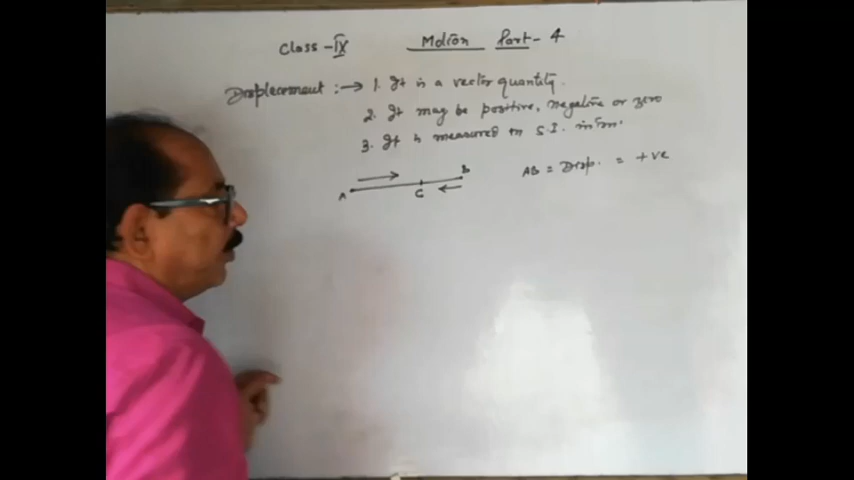 Class - IX Motion Part - 4
Displacement :→ 1. It is a vector quantity.
2. It may be positive, negative or zero
3. It is measured in S.I. in 'm'.
A C B
AB = Disp. = +ve